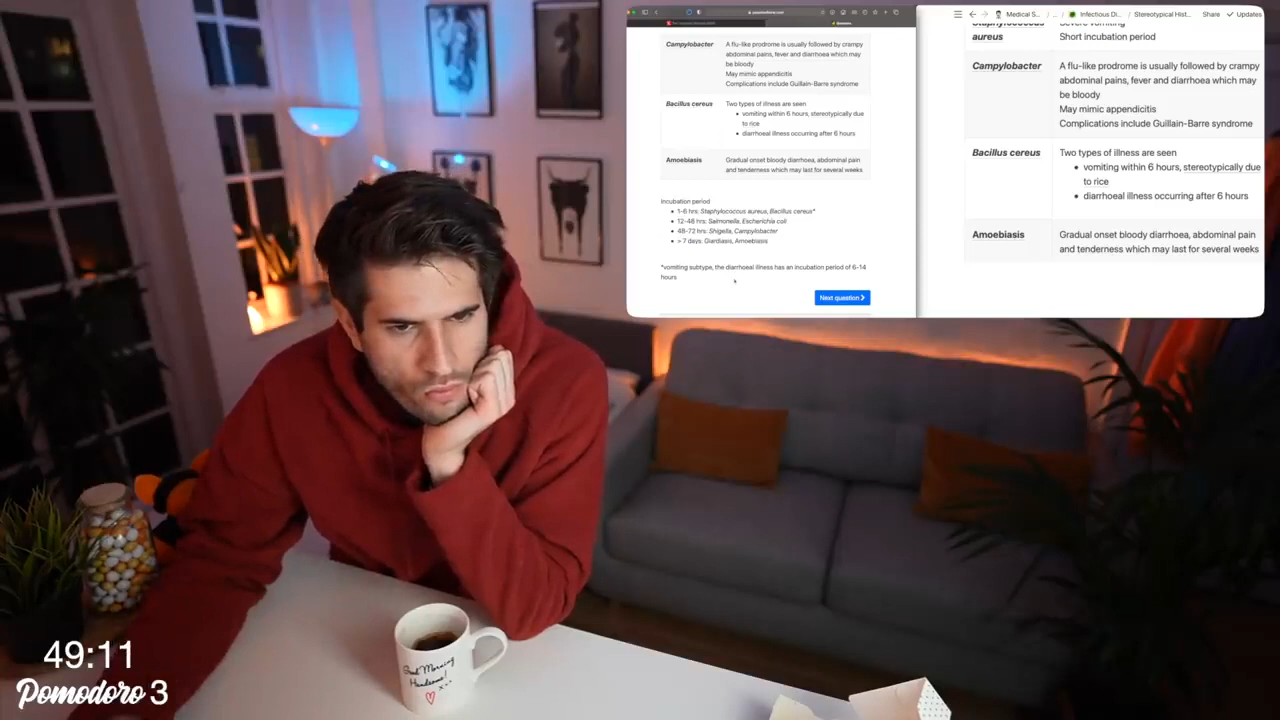 Campylobacter
A flu-like prodrome is usually followed by crampy
abdominal pains, fever and diarrhoea which may
be bloody
May mimic appendicitis
Complications include Guillain-Barre syndrome
Bacillus cereus
Two types of illness are seen
• vomiting within 6 hours, stereotypically due
to rice
• diarrhoeal illness occurring after 6 hours
Amoebiasis
Gradual onset bloody diarrhoea, abdominal pain
and tenderness which may last for several weeks
Incubation period
• 1-6 hrs: Staphylococcus aureus, Bacillus cereus*
• 12-48 hrs: Salmonella, Escherichia coli
• 48-72 hrs: Shigella, Campylobacter
• > 7 days: Giardiasis, Amoebiasis
*vomiting subtype, the diarrhoeal illness has an incubation period of 6-14
hours
Next question
Medical S... / ... / Infectious Di... / Stereotypical Hist... Share Updates
Staphylococcus
aureus
Severe vomiting
Short incubation period
Campylobacter
A flu-like prodrome is usually followed by crampy
abdominal pains, fever and diarrhoea which may
be bloody
May mimic appendicitis
Complications include Guillain-Barre syndrome
Bacillus cereus
Two types of illness are seen
• vomiting within 6 hours, stereotypically due
to rice
• diarrhoeal illness occurring after 6 hours
Amoebiasis
Gradual onset bloody diarrhoea, abdominal pain
and tenderness which may last for several weeks
Good Morning
Handsome!
x..
49:11
Pomodoro 3